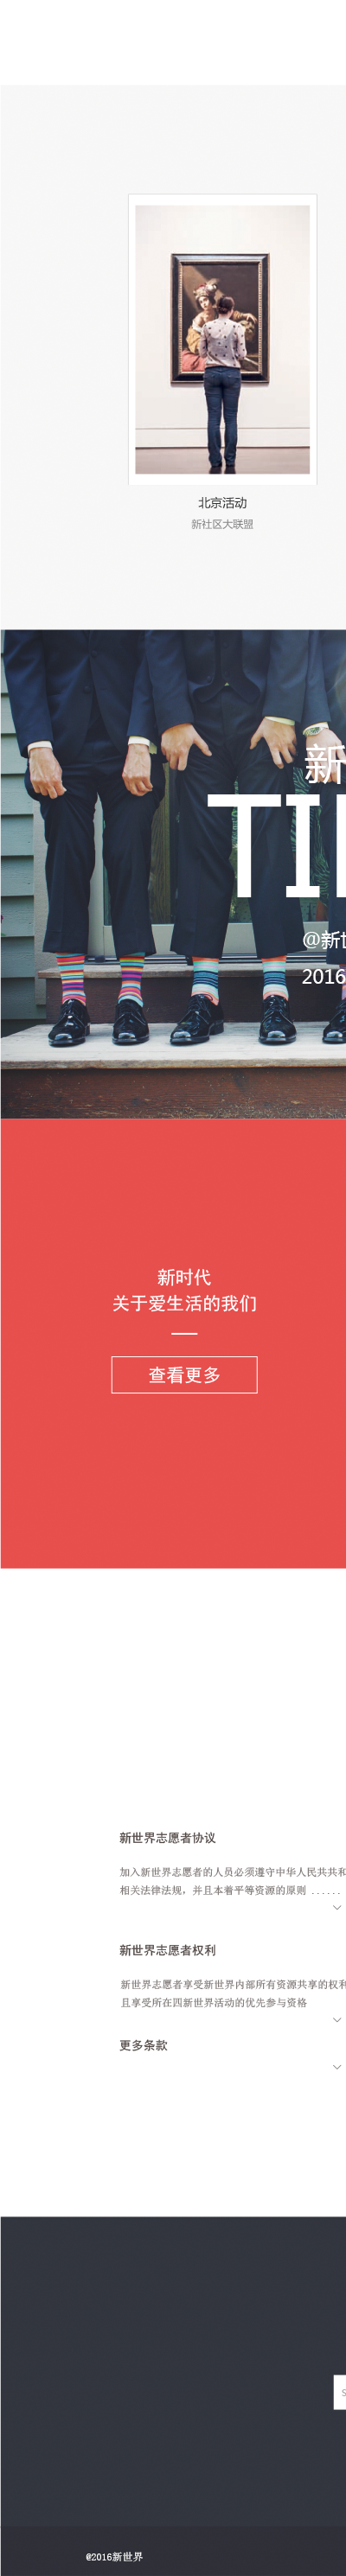 北京活动
新社区大联盟
新
TI
@新
2016
新时代
关于爱生活的我们
查看更多
新世界志愿者协议
加入新世界志愿者的人员必须遵守中华人民共共和
相关法律法规，并且本着平等资源的原则 ......
新世界志愿者权利
新世界志愿者享受新世界内部所有资源共享的权利
且享受所在四新世界活动的优先参与资格
更多条款
S
@2016新世界